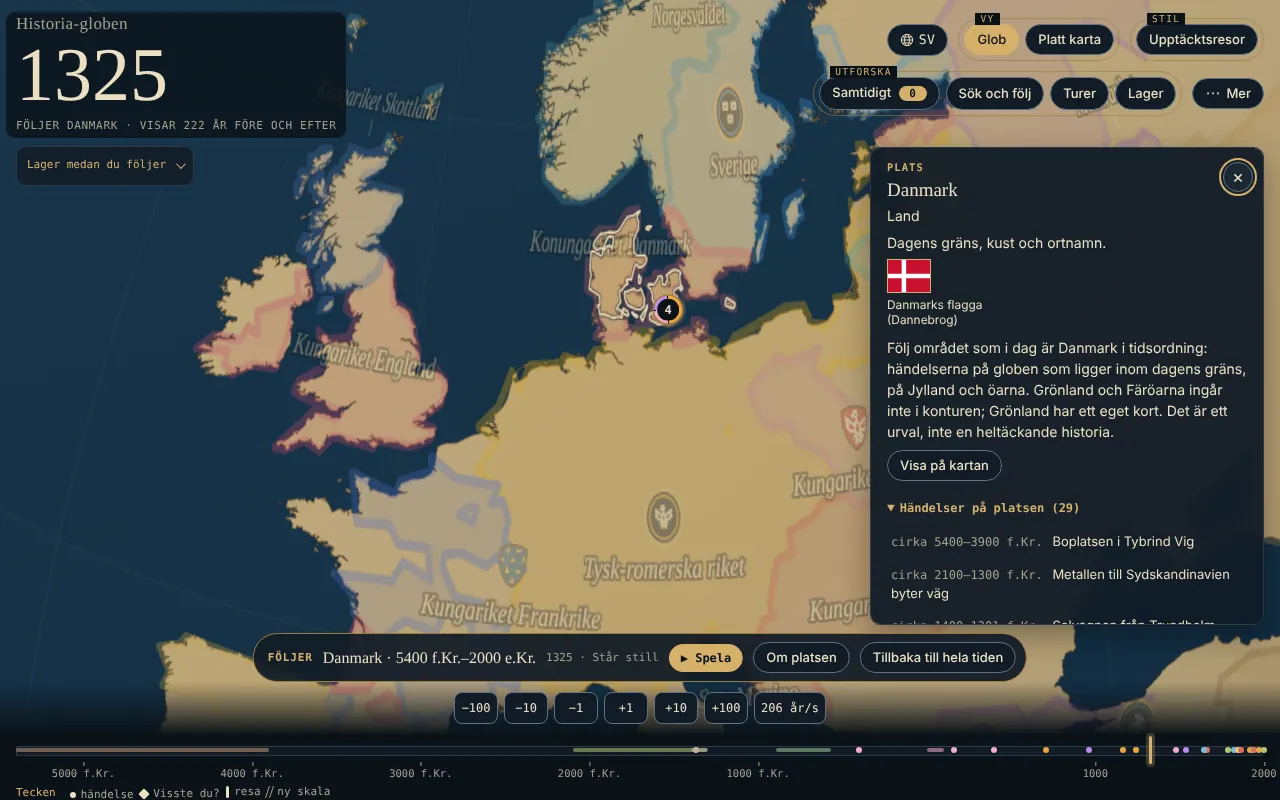 Historia-globen
1325
FÖLJER DANMARK · VISAR 222 ÅR FÖRE OCH EFTER
Lager medan du följer
SV
VY
Glob
Platt karta
STIL
Upptäcktsresor
UTFORSKA
Samtidigt 0
Sök och följ
Turer
Lager
··· Mer
Norgesväldet
Kungariket Skottland
Sverige
Konungariket Danmark
4
Kungariket England
Kungariket
Tysk-romerska riket
Kungariket Frankrike
PLATS
Danmark
×
Land
Dagens gräns, kust och ortnamn.
Danmarks flagga
(Dannebrog)
Följ området som i dag är Danmark i tidsordning:
händelserna på globen som ligger inom dagens gräns,
på Jylland och öarna. Grönland och Färöarna ingår
inte i konturen; Grönland har ett eget kort. Det är ett
urval, inte en heltäckande historia.
Visa på kartan
▼ Händelser på platsen (29)
cirka 5400–3900 f.Kr. Boplatsen i Tybrind Vig
cirka 2100–1300 f.Kr. Metallen till Sydskandinavien
byter väg
FÖLJER Danmark · 5400 f.Kr.–2000 e.Kr. 1325 · Står still ▶ Spela Om platsen Tillbaka till hela tiden
−100 −10 −1 +1 +10 +100 206 år/s
5000 f.Kr. 4000 f.Kr. 3000 f.Kr. 2000 f.Kr. 1000 f.Kr. 1000 2000
Tecken ● händelse ◆ Visste du? resa // ny skala